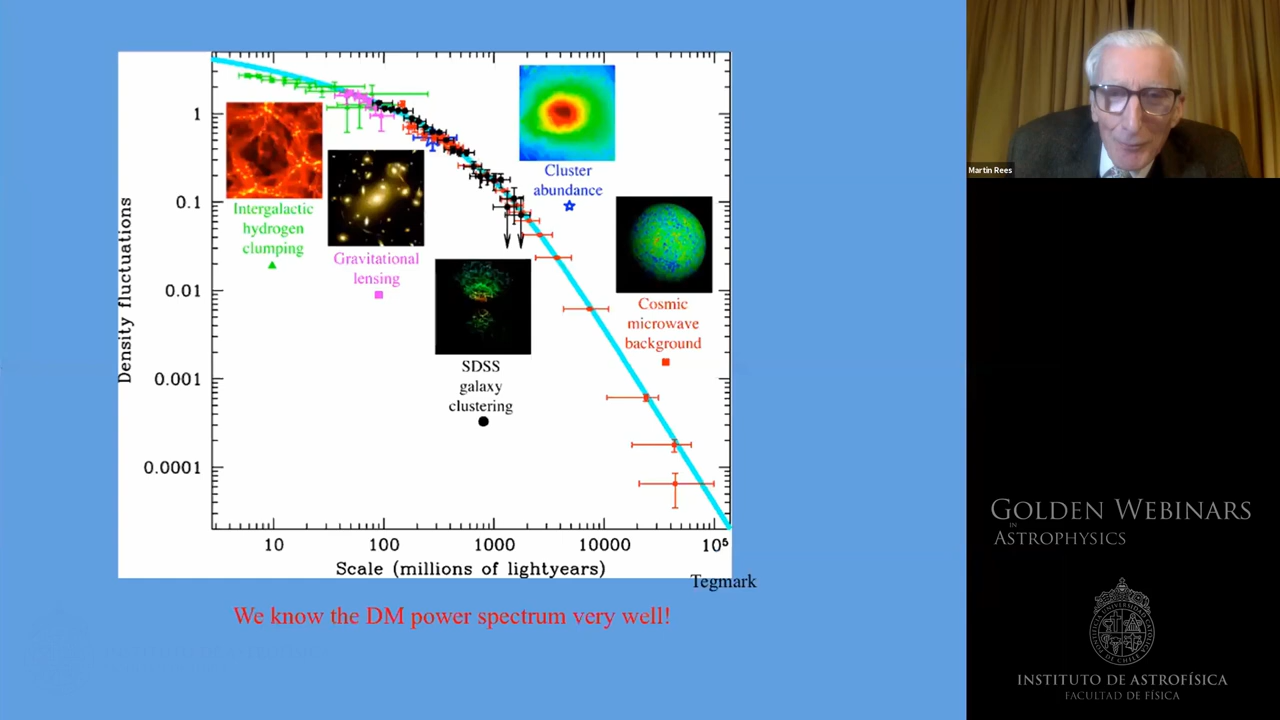 1
0.1
0.01
0.001
0.0001
Density fluctuations
10
100
1000
10000
10⁵
Scale (millions of lightyears)
Intergalactic
hydrogen
clumping
Gravitational
lensing
SDSS
galaxy
clustering
Cluster
abundance
Cosmic
microwave
background
Tegmark
We know the DM power spectrum very well!
Martin Rees
GOLDEN WEBINARS
IN
ASTROPHYSICS
INSTITUTO DE ASTROFÍSICA
FACULTAD DE FÍSICA